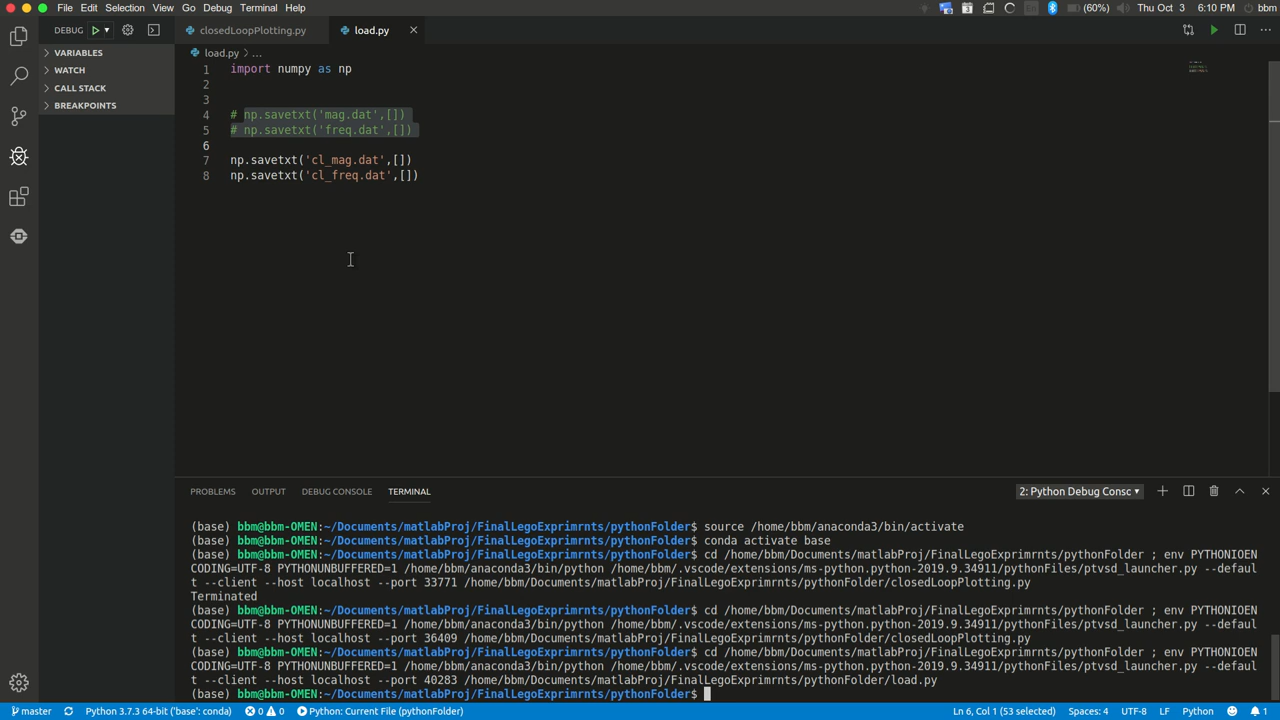 File Edit Selection View Go Debug Terminal Help
(60%) Thu Oct 3 6:10 PM bbm
DEBUG
closedLoopPlotting.py
load.py
VARIABLES
WATCH
CALL STACK
BREAKPOINTS
load.py > ...
1 import numpy as np
2
3
4 # np.savetxt('mag.dat',[])
5 # np.savetxt('freq.dat',[])
6
7 np.savetxt('cl_mag.dat',[])
8 np.savetxt('cl_freq.dat',[])
PROBLEMS OUTPUT DEBUG CONSOLE TERMINAL
2: Python Debug Consc
(base) bbm@bbm-OMEN:~/Documents/matlabProj/FinalLegoExprimrnts/pythonFolder$ source /home/bbm/anaconda3/bin/activate
(base) bbm@bbm-OMEN:~/Documents/matlabProj/FinalLegoExprimrnts/pythonFolder$ conda activate base
(base) bbm@bbm-OMEN:~/Documents/matlabProj/FinalLegoExprimrnts/pythonFolder$ cd /home/bbm/Documents/matlabProj/FinalLegoExprimrnts/pythonFolder ; env PYTHONIOEN
CODING=UTF-8 PYTHONUNBUFFERED=1 /home/bbm/anaconda3/bin/python /home/bbm/.vscode/extensions/ms-python.python-2019.9.34911/pythonFiles/ptvsd_launcher.py --defaul
t --client --host localhost --port 33771 /home/bbm/Documents/matlabProj/FinalLegoExprimrnts/pythonFolder/closedLoopPlotting.py
Terminated
(base) bbm@bbm-OMEN:~/Documents/matlabProj/FinalLegoExprimrnts/pythonFolder$ cd /home/bbm/Documents/matlabProj/FinalLegoExprimrnts/pythonFolder ; env PYTHONIOEN
CODING=UTF-8 PYTHONUNBUFFERED=1 /home/bbm/anaconda3/bin/python /home/bbm/.vscode/extensions/ms-python.python-2019.9.34911/pythonFiles/ptvsd_launcher.py --defaul
t --client --host localhost --port 36409 /home/bbm/Documents/matlabProj/FinalLegoExprimrnts/pythonFolder/closedLoopPlotting.py
(base) bbm@bbm-OMEN:~/Documents/matlabProj/FinalLegoExprimrnts/pythonFolder$ cd /home/bbm/Documents/matlabProj/FinalLegoExprimrnts/pythonFolder ; env PYTHONIOEN
CODING=UTF-8 PYTHONUNBUFFERED=1 /home/bbm/anaconda3/bin/python /home/bbm/.vscode/extensions/ms-python.python-2019.9.34911/pythonFiles/ptvsd_launcher.py --defaul
t --client --host localhost --port 40283 /home/bbm/Documents/matlabProj/FinalLegoExprimrnts/pythonFolder/load.py
(base) bbm@bbm-OMEN:~/Documents/matlabProj/FinalLegoExprimrnts/pythonFolder$
master Python 3.7.3 64-bit ('base': conda) 0 0 Python: Current File (pythonFolder) Ln 6, Col 1 (53 selected) Spaces: 4 UTF-8 LF Python 1